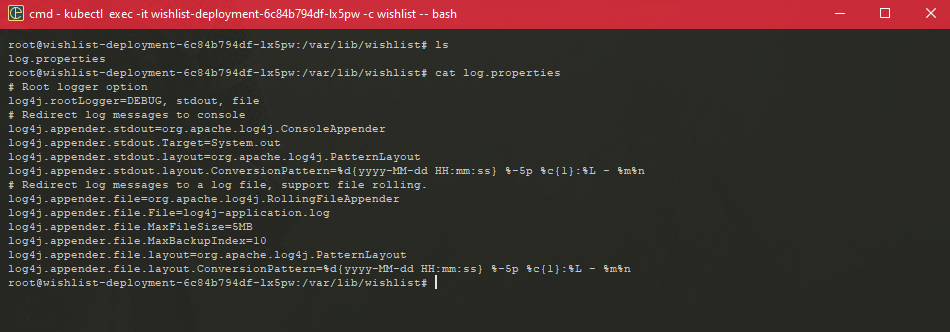 cmd - kubectl  exec -it wishlist-deployment-6c84b794df-lx5pw -c wishlist -- bash
root@wishlist-deployment-6c84b794df-lx5pw:/var/lib/wishlist# ls
log.properties
root@wishlist-deployment-6c84b794df-lx5pw:/var/lib/wishlist# cat log.properties
# Root logger option
log4j.rootLogger=DEBUG, stdout, file
# Redirect log messages to console
log4j.appender.stdout=org.apache.log4j.ConsoleAppender
log4j.appender.stdout.Target=System.out
log4j.appender.stdout.layout=org.apache.log4j.PatternLayout
log4j.appender.stdout.layout.ConversionPattern=%d{yyyy-MM-dd HH:mm:ss} %-5p %c{1}:%L - %m%n
# Redirect log messages to a log file, support file rolling.
log4j.appender.file=org.apache.log4j.RollingFileAppender
log4j.appender.file.File=log4j-application.log
log4j.appender.file.MaxFileSize=5MB
log4j.appender.file.MaxBackupIndex=10
log4j.appender.file.layout=org.apache.log4j.PatternLayout
log4j.appender.file.layout.ConversionPattern=%d{yyyy-MM-dd HH:mm:ss} %-5p %c{1}:%L - %m%n
root@wishlist-deployment-6c84b794df-lx5pw:/var/lib/wishlist#